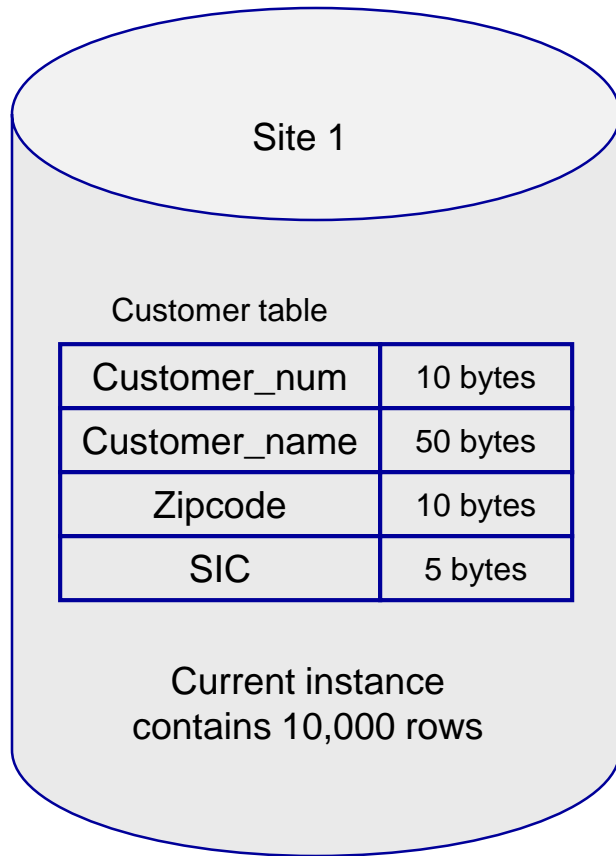 Site 1
Customer table
Customer_num 10 bytes
Customer_name 50 bytes
Zipcode 10 bytes
SIC 5 bytes
Current instance
contains 10,000 rows